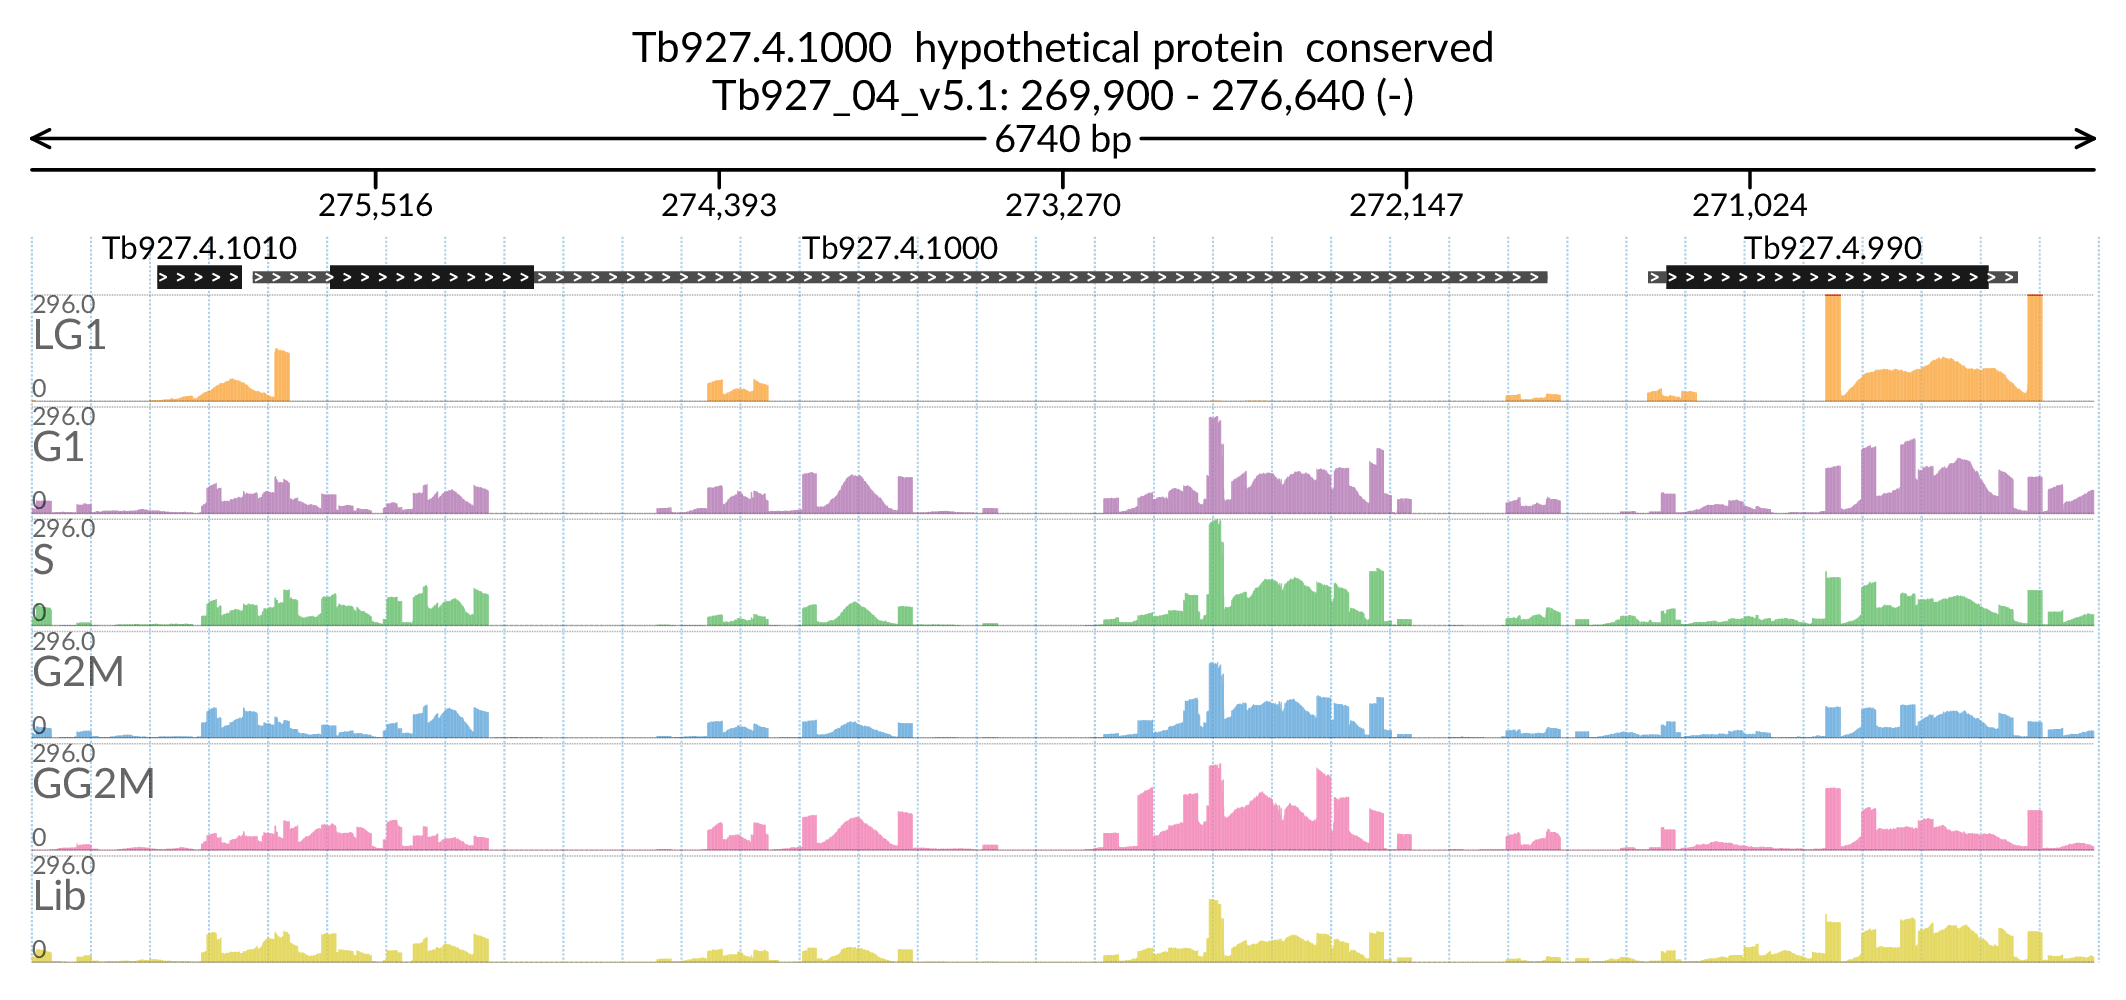 Tb927.4.1000  hypothetical protein  conserved
Tb927_04_v5.1: 269,900 - 276,640 (-)
6740 bp
275,516 274,393 273,270 272,147 271,024
Tb927.4.1010 Tb927.4.1000 Tb927.4.990
296.0
LG1
0
296.0
G1
0
296.0
S
0
296.0
G2M
0
296.0
GG2M
0
296.0
Lib
0